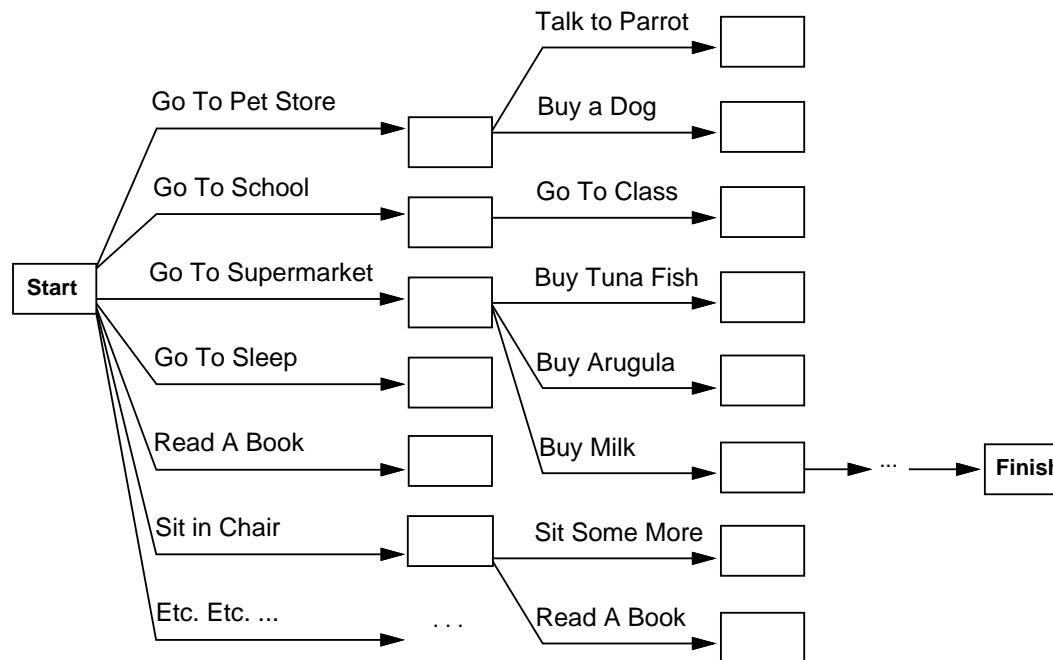 Talk to Parrot
Go To Pet Store
Buy a Dog
Go To School
Go To Class
Start
Go To Supermarket
Buy Tuna Fish
Go To Sleep
Buy Arugula
Read A Book
Buy Milk
...
Finish
Sit in Chair
Sit Some More
Etc. Etc. ...
. . .
Read A Book